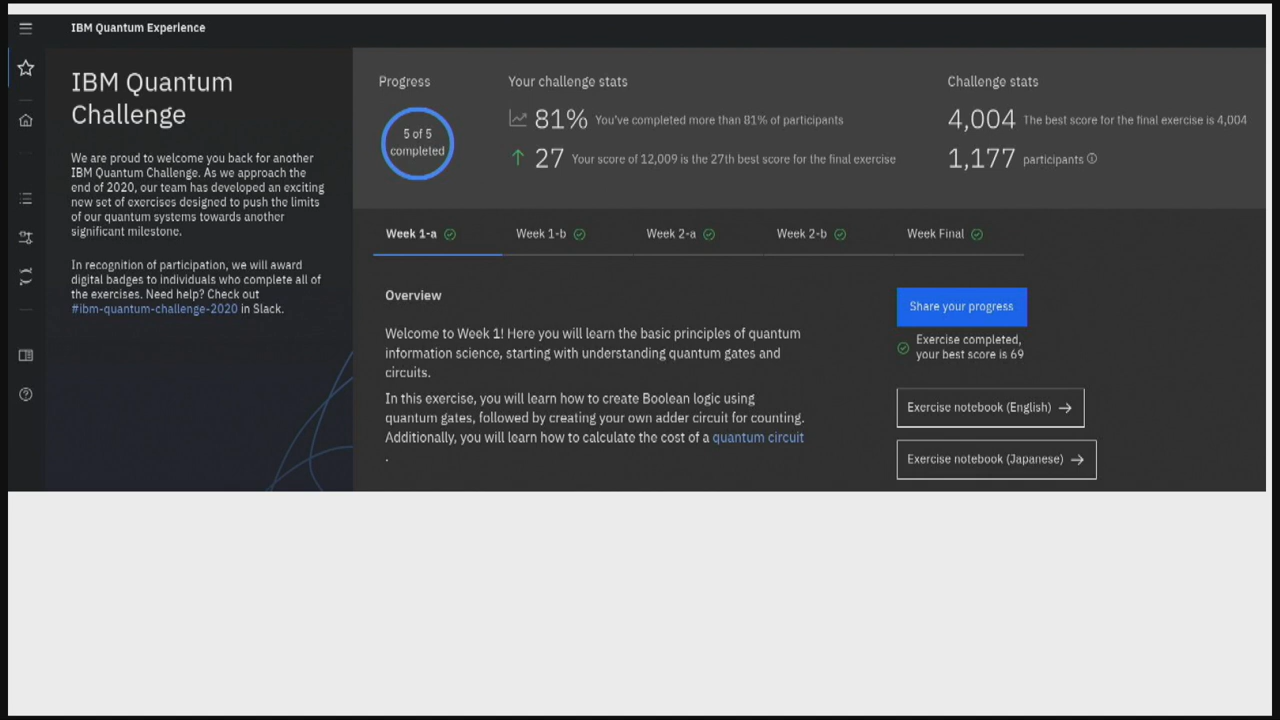 IBM Quantum Experience
IBM Quantum
Challenge
We are proud to welcome you back for another
IBM Quantum Challenge. As we approach the
end of 2020, our team has developed an exciting
new set of exercises designed to push the limits
of our quantum systems towards another
significant milestone.
In recognition of participation, we will award
digital badges to individuals who complete all of
the exercises. Need help? Check out
#ibm-quantum-challenge-2020 in Slack.
Progress
5 of 5
completed
Your challenge stats
81% You've completed more than 81% of participants
27 Your score of 12,009 is the 27th best score for the final exercise
Challenge stats
4,004 The best score for the final exercise is 4,004
1,177 participants
Week 1-a
Week 1-b
Week 2-a
Week 2-b
Week Final
Overview
Welcome to Week 1! Here you will learn the basic principles of quantum
information science, starting with understanding quantum gates and
circuits.
In this exercise, you will learn how to create Boolean logic using
quantum gates, followed by creating your own adder circuit for counting.
Additionally, you will learn how to calculate the cost of a quantum circuit
.
Share your progress
Exercise completed,
your best score is 69
Exercise notebook (English)
Exercise notebook (Japanese)